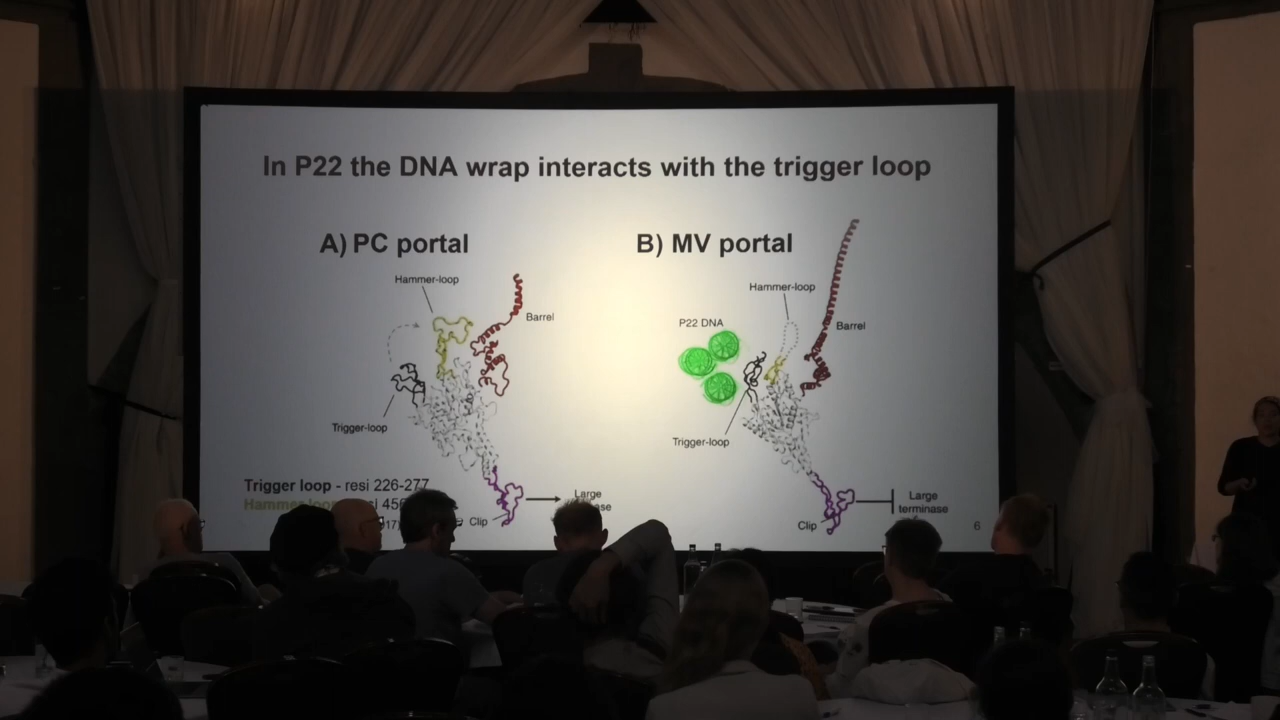 In P22 the DNA wrap interacts with the trigger loop
A) PC portal
Hammer-loop
Barrel
Trigger-loop
Trigger loop - resi 226-277
Clip
Large
B) MV portal
Hammer-loop
P22 DNA
Barrel
Trigger-loop
Clip
Large
terminase
6